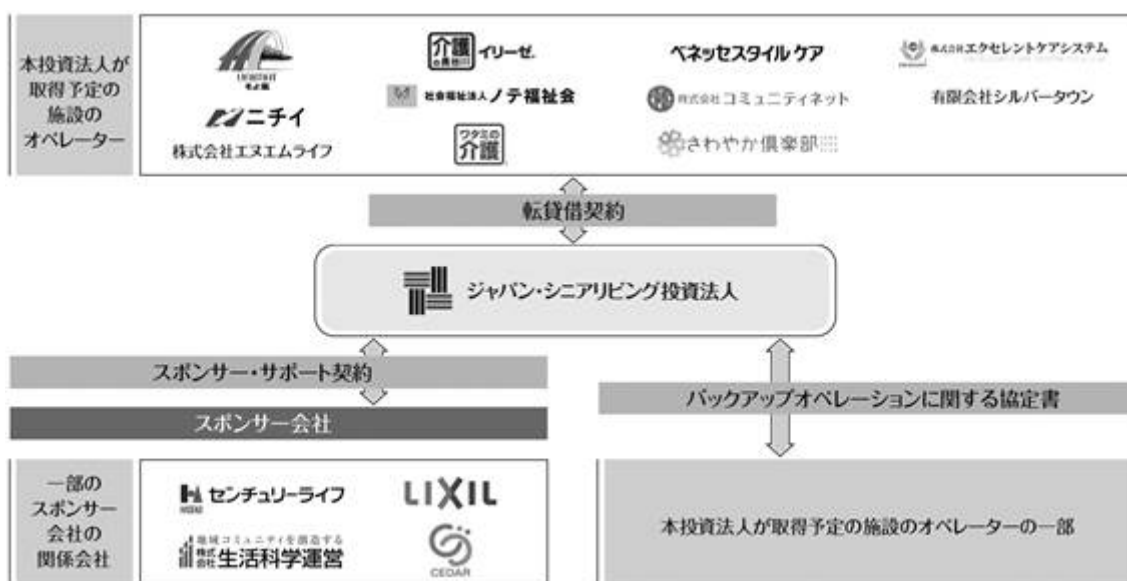 本投資法人が
取得予定の
施設の
オペレーター
介護
イリーゼ
ベネッセスタイルケア
株式会社エクセレントケアシステム
ニチイ
社会福祉法人ノテ福祉会
株式会社コミュニティネット
有限会社シルバータウン
株式会社エヌエムライフ
ワタミの
介護
さわやか倶楽部
転貸借契約
ジャパン・シニアリビング投資法人
スポンサー・サポート契約
バックアップオペレーションに関する協定書
スポンサー会社
一部の
スポンサー
会社の
関係会社
センチュリーライフ
LIXIL
地域コミュニティを創造する
株式会社生活科学運営
CEDAR
本投資法人が取得予定の施設のオペレーターの一部